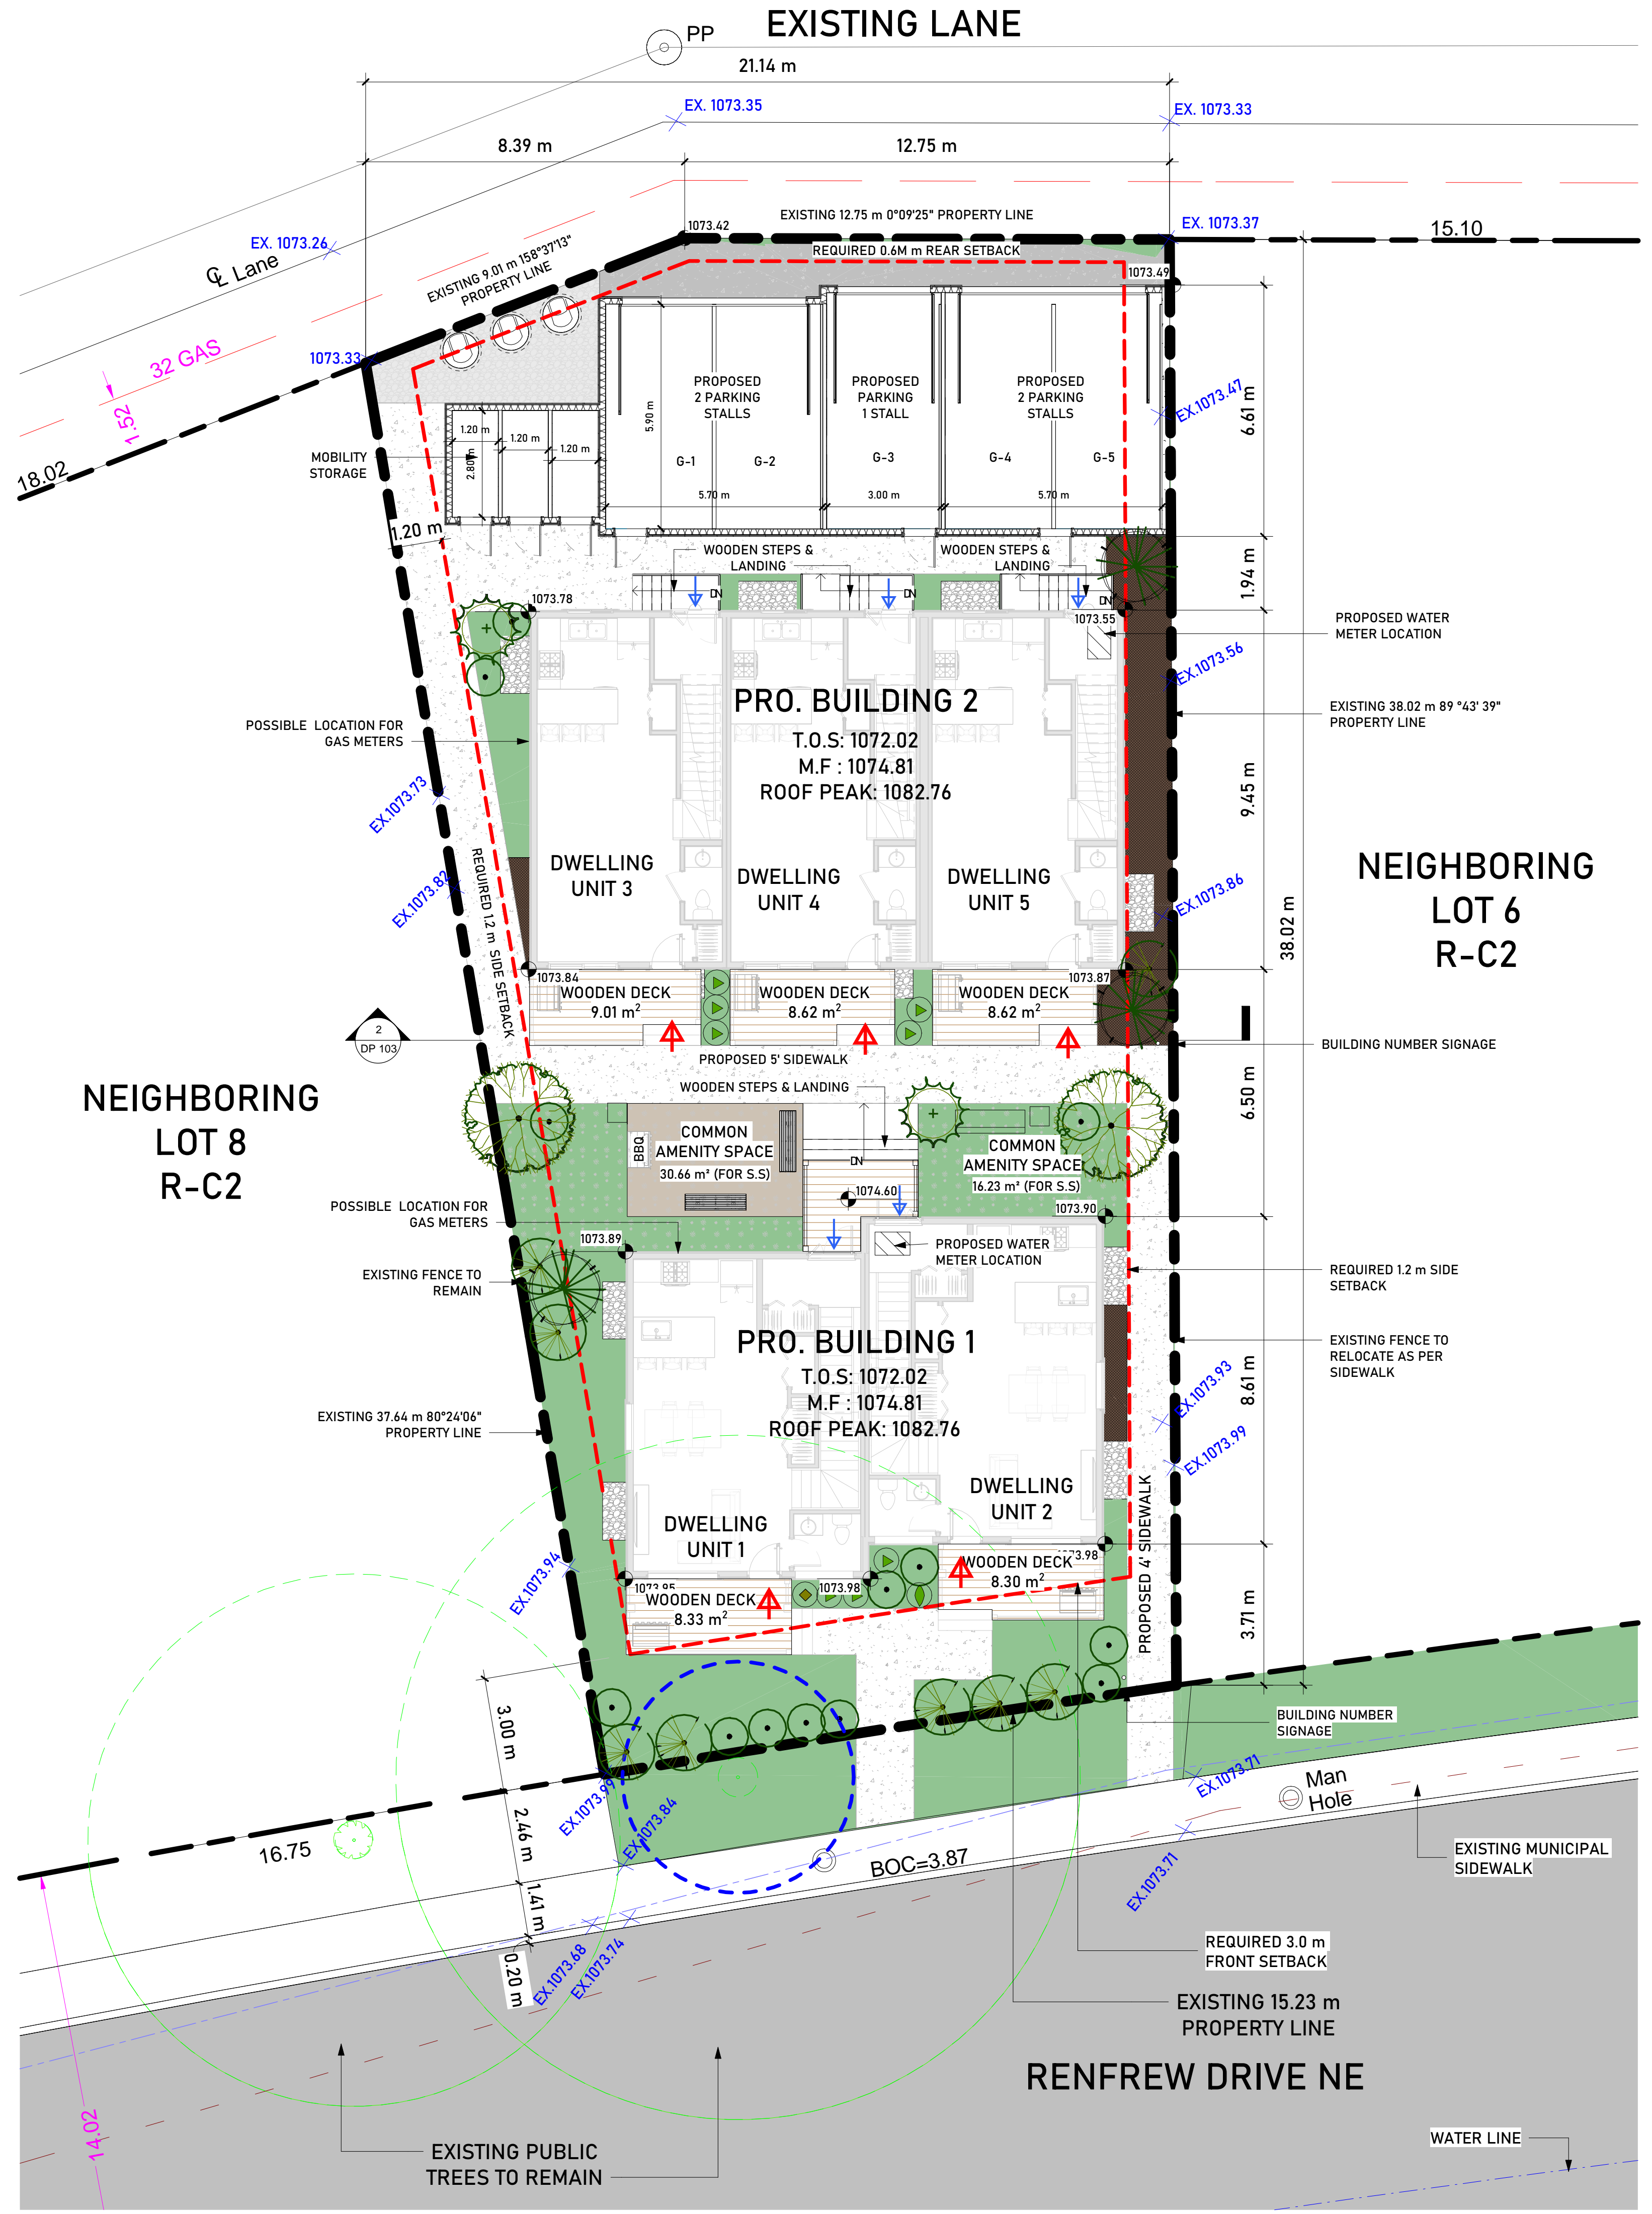 EXISTING LANE
PP
21.14 m
EX. 1073.35
EX. 1073.33
8.39 m
12.75 m
EXISTING 12.75 m 0°09'25" PROPERTY LINE
1073.42
EX. 1073.37
15.10
REQUIRED 0.6M m REAR SETBACK
EX. 1073.26
℄ Lane
EXISTING 9.01 m 158°37'13"
PROPERTY LINE
1073.49
32 GAS
1.52
1073.33
18.02
PROPOSED
2 PARKING
STALLS
PROPOSED
PARKING
1 STALL
PROPOSED
2 PARKING
STALLS
EX.1073.47
6.61 m
5.90 m
1.20 m
1.20 m
1.20 m
2.80 m
MOBILITY
STORAGE
G-1
G-2
G-3
G-4
G-5
5.70 m
3.00 m
5.70 m
1.20 m
WOODEN STEPS &
LANDING
WOODEN STEPS &
LANDING
1.94 m
DN
DN
DN
1073.78
1073.55
PROPOSED WATER
METER LOCATION
EX.1073.56
PRO. BUILDING 2
T.O.S: 1072.02
M.F : 1074.81
ROOF PEAK: 1082.76
POSSIBLE LOCATION FOR
GAS METERS
EXISTING 38.02 m 89 °43' 39"
PROPERTY LINE
EX.1073.73
9.45 m
EX.1073.82
REQUIRED 1.2 m SIDE SETBACK
DWELLING
UNIT 3
DWELLING
UNIT 4
DWELLING
UNIT 5
EX.1073.86
38.02 m
NEIGHBORING
LOT 6
R-C2
1073.84
1073.87
WOODEN DECK
9.01 m²
WOODEN DECK
8.62 m²
WOODEN DECK
8.62 m²
2
DP 103
PROPOSED 5' SIDEWALK
BUILDING NUMBER SIGNAGE
NEIGHBORING
LOT 8
R-C2
WOODEN STEPS & LANDING
6.50 m
BBQ
COMMON
AMENITY SPACE
30.66 m² (FOR S.S)
COMMON
AMENITY SPACE
16.23 m² (FOR S.S)
DN
1074.60
1073.90
POSSIBLE LOCATION FOR
GAS METERS
1073.89
PROPOSED WATER
METER LOCATION
EXISTING FENCE TO
REMAIN
REQUIRED 1.2 m SIDE
SETBACK
PRO. BUILDING 1
T.O.S: 1072.02
M.F : 1074.81
ROOF PEAK: 1082.76
EXISTING FENCE TO
RELOCATE AS PER
SIDEWALK
8.61 m
EX.1073.93
EX.1073.99
EXISTING 37.64 m 80°24'06"
PROPERTY LINE
DWELLING
UNIT 1
DWELLING
UNIT 2
PROPOSED 4' SIDEWALK
EX.1073.94
1073.95
1073.98
1073.98
WOODEN DECK
8.33 m²
WOODEN DECK
8.30 m²
3.71 m
3.00 m
BUILDING NUMBER
SIGNAGE
EX.1073.99
EX.1073.84
EX.1073.71
Man
Hole
16.75
2.46 m
BOC=3.87
EXISTING MUNICIPAL
SIDEWALK
1.41 m
EX.1073.71
0.20 m
EX.1073.68
EX.1073.74
REQUIRED 3.0 m
FRONT SETBACK
EXISTING 15.23 m
PROPERTY LINE
RENFREW DRIVE NE
14.02
EXISTING PUBLIC
TREES TO REMAIN
WATER LINE